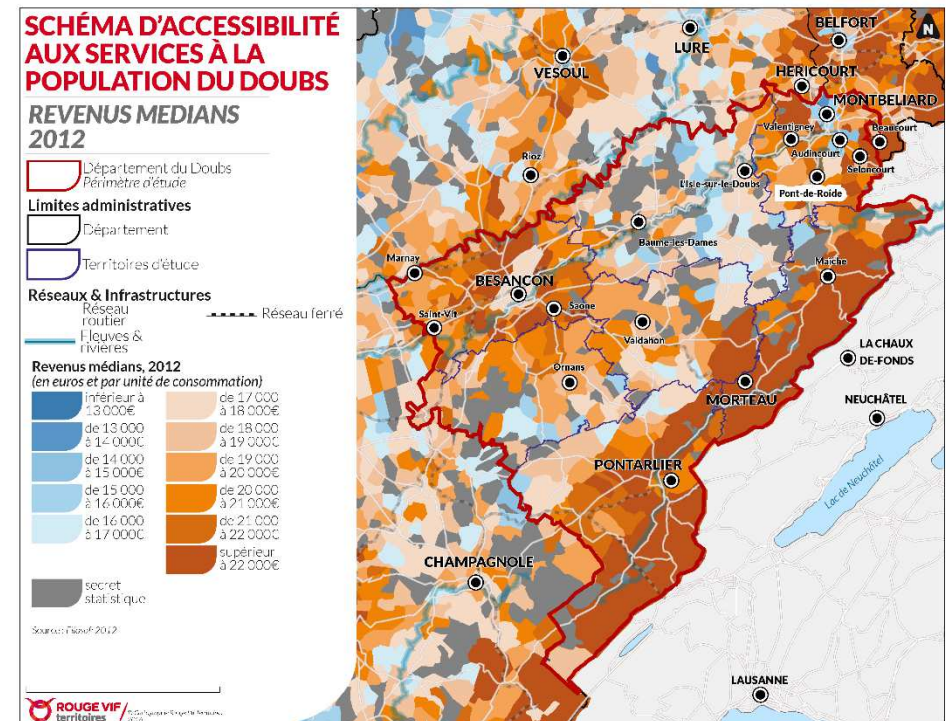 SCHÉMA D'ACCESSIBILITÉ
AUX SERVICES À LA
POPULATION DU DOUBS
REVENUS MEDIANS
2012
Département du Doubs
Périmètre d'étude
Limites administratives
Département
Territoires d'étude
Réseaux & Infrastructures
Réseau
routier
Réseau ferré
Fleuves &
rivières
Revenus médians, 2012
(en euros et par unité de consommation)
inférieur à
13 000€
de 13 000
à 14 000€
de 14 000
à 15 000€
de 15 000
à 16 000€
de 16 000
à 17 000€
de 17 000
à 18 000€
de 18 000
à 19 000€
de 19 000
à 20 000€
de 20 000
à 21 000€
de 21 000
à 22 000€
supérieur
à 22 000€
secret
statistique
Source : Filosofi 2012
ROUGE VIF
territoires
N
BELFORT
LURE
VESOUL
HERICOURT
MONTBELIARD
Valentigney
Beaucourt
Audincourt
Seloncourt
Rioz
L'Isle-sur-le-Doubs
Pont-de-Roide
Baume-les-Dames
Marnay
BESANÇON
Maîche
Saône
Saint-Vit
Valdahon
LA CHAUX
DE-FONDS
Ornans
MORTEAU
NEUCHÂTEL
PONTARLIER
Lac de Neuchâtel
CHAMPAGNOLE
LAUSANNE